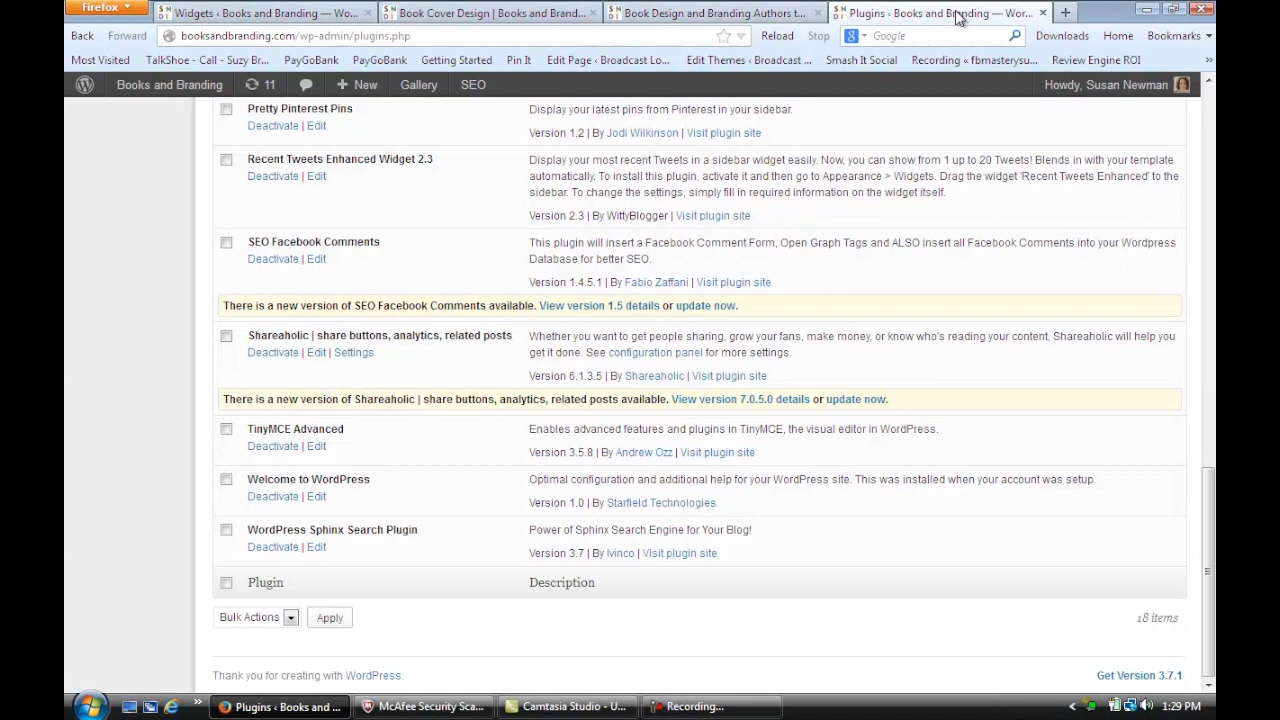 Firefox
Widgets ‹ Books and Branding — Wo...
Book Cover Design | Books and Brand...
Book Design and Branding Authors t...
Plugins ‹ Books and Branding — Wor...
Back
Forward
booksandbranding.com/wp-admin/plugins.php
Reload
Stop
Google
Downloads
Home
Bookmarks
Most Visited
TalkShoe - Call - Suzy Br...
PayGoBank
PayGoBank
Getting Started
Pin It
Edit Page ‹ Broadcast Lo...
Edit Themes ‹ Broadcast ...
Smash It Social
Recording « fbmasterysu...
Review Engine ROI
Books and Branding
11
New
Gallery
SEO
Howdy, Susan Newman
Pretty Pinterest Pins
Display your latest pins from Pinterest in your sidebar.
Deactivate | Edit
Version 1.2 | By Jodi Wilkinson | Visit plugin site
Recent Tweets Enhanced Widget 2.3
Display your most recent Tweets in a sidebar widget easily. Now, you can show from 1 up to 20 Tweets! Blends in with your template
Deactivate | Edit
automatically. To install this plugin, activate it and then go to Appearance > Widgets. Drag the widget 'Recent Tweets Enhanced' to the
sidebar. To change the settings, simply fill in required information on the widget itself.
Version 2.3 | By WittyBlogger | Visit plugin site
SEO Facebook Comments
This plugin will insert a Facebook Comment Form, Open Graph Tags and ALSO insert all Facebook Comments into your Wordpress
Deactivate | Edit
Database for better SEO.
Version 1.4.5.1 | By Fabio Zaffani | Visit plugin site
There is a new version of SEO Facebook Comments available. View version 1.5 details or update now.
Shareaholic | share buttons, analytics, related posts
Whether you want to get people sharing, grow your fans, make money, or know who's reading your content, Shareaholic will help you
Deactivate | Edit | Settings
get it done. See configuration panel for more settings.
Version 6.1.3.5 | By Shareaholic | Visit plugin site
There is a new version of Shareaholic | share buttons, analytics, related posts available. View version 7.0.5.0 details or update now.
TinyMCE Advanced
Enables advanced features and plugins in TinyMCE, the visual editor in WordPress.
Deactivate | Edit
Version 3.5.8 | By Andrew Ozz | Visit plugin site
Welcome to WordPress
Optimal configuration and additional help for your WordPress site. This was installed when your account was setup.
Deactivate | Edit
Version 1.0 | By Starfield Technologies
WordPress Sphinx Search Plugin
Power of Sphinx Search Engine for Your Blog!
Deactivate | Edit
Version 3.7 | By Ivinco | Visit plugin site
Plugin
Description
Bulk Actions
Apply
18 items
Thank you for creating with WordPress.
Get Version 3.7.1
Plugins ‹ Books and ...
McAfee Security Sca...
Camtasia Studio - U...
Recording...
1:29 PM